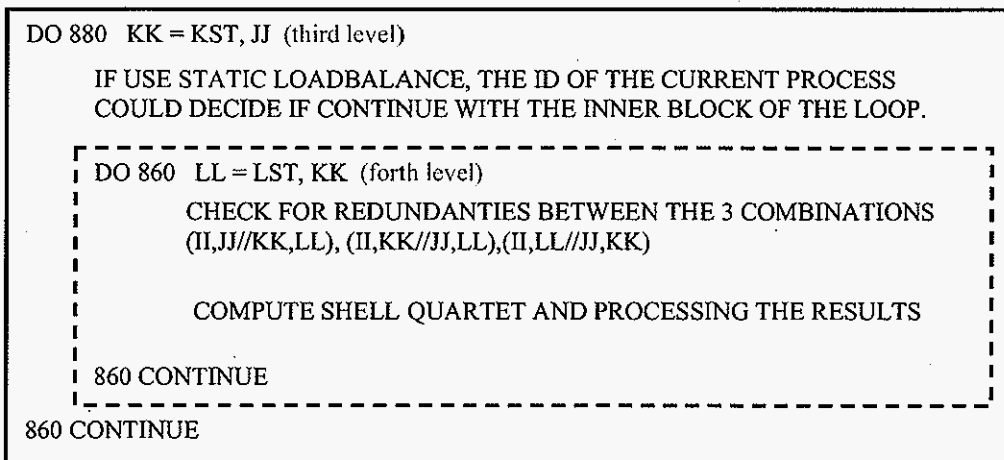 DO 880 KK = KST, JJ (third level)
IF USE STATIC LOADBALANCE, THE ID OF THE CURRENT PROCESS
COULD DECIDE IF CONTINUE WITH THE INNER BLOCK OF THE LOOP.
DO 860 LL = LST, KK (forth level)
CHECK FOR REDUNDANTIES BETWEEN THE 3 COMBINATIONS
(II,JJ//KK,LL), (II,KK//JJ,LL),(II,LL//JJ,KK)
COMPUTE SHELL QUARTET AND PROCESSING THE RESULTS
860 CONTINUE
860 CONTINUE